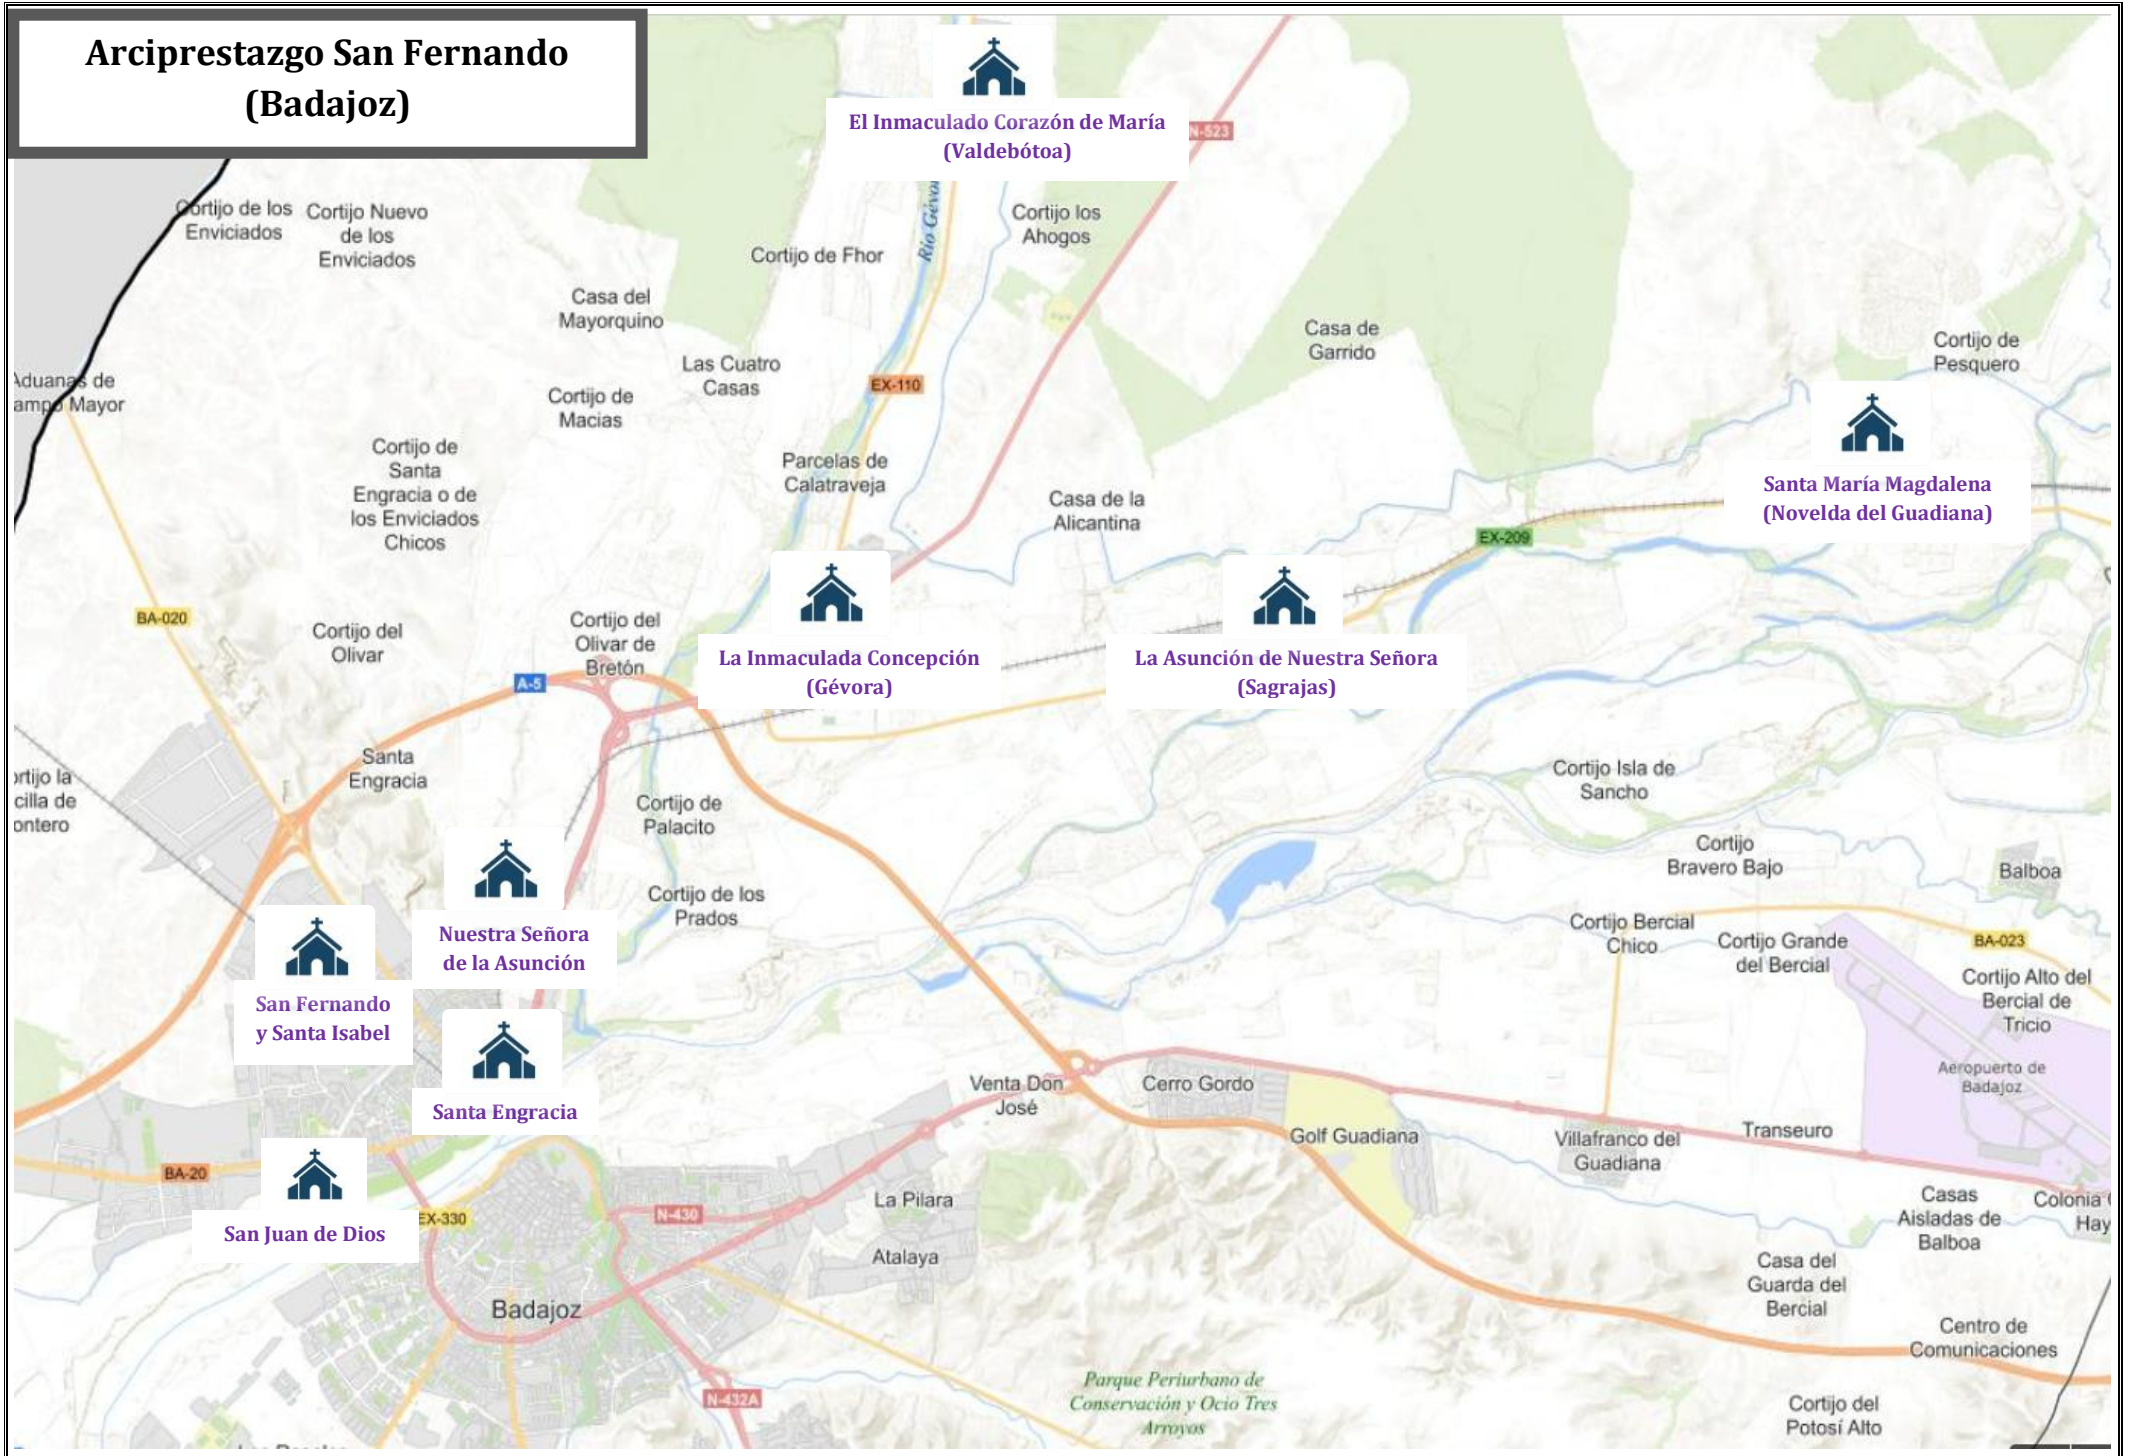 Arciprestazgo San Fernando
(Badajoz)
El Inmaculado Corazón de María
(Valdebótoa)
N-523
Cortijo de los
Enviciados
Cortijo Nuevo
de los
Enviciados
Río Gévor
Cortijo los
Ahogos
Cortijo de Fhor
Casa del
Mayorquino
Casa de
Garrido
Cortijo de
Pesquero
Las Cuatro
Casas
EX-110
Aduanas de
ampo Mayor
Cortijo de
Macias
Cortijo de
Santa
Engracia o de
los Enviciados
Chicos
Parcelas de
Calatraveja
Casa de la
Alicantina
Santa María Magdalena
(Novelda del Guadiana)
EX-209
BA-020
Cortijo del
Olivar
Cortijo del
Olivar de
Bretón
A-5
La Inmaculada Concepción
(Gévora)
La Asunción de Nuestra Señora
(Sagrajas)
Santa
Engracia
ortijo la
cilla de
ontero
Cortijo Isla de
Sancho
Cortijo de
Palacito
Cortijo
Bravero Bajo
Balboa
Cortijo de los
Prados
Nuestra Señora
de la Asunción
Cortijo Bercial
Chico
Cortijo Grande
del Bercial
BA-023
Cortijo Alto del
Bercial de
Tricio
San Fernando
y Santa Isabel
Aeropuerto de
Badajoz
Venta Don
José
Cerro Gordo
Santa Engracia
Golf Guadiana
Villafranco del
Guadiana
Transeuro
BA-20
San Juan de Dios
EX-330
N-430
La Pilara
Casas
Aisladas de
Balboa
Colonia
Hay
Atalaya
Casa del
Guarda del
Bercial
Badajoz
Centro de
Comunicaciones
Parque Periurbano de
Conservación y Ocio Tres
Arroyos
N-432A
Cortijo del
Potosí Alto